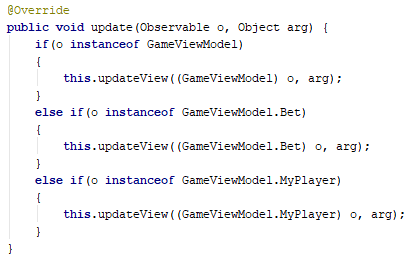 @Override
public void update(Observable o, Object arg) {
    if(o instanceof GameViewModel)
    {
        this.updateView((GameViewModel) o, arg);
    }
    else if(o instanceof GameViewModel.Bet)
    {
        this.updateView((GameViewModel.Bet) o, arg);
    }
    else if(o instanceof GameViewModel.MyPlayer)
    {
        this.updateView((GameViewModel.MyPlayer) o, arg);
    }
}